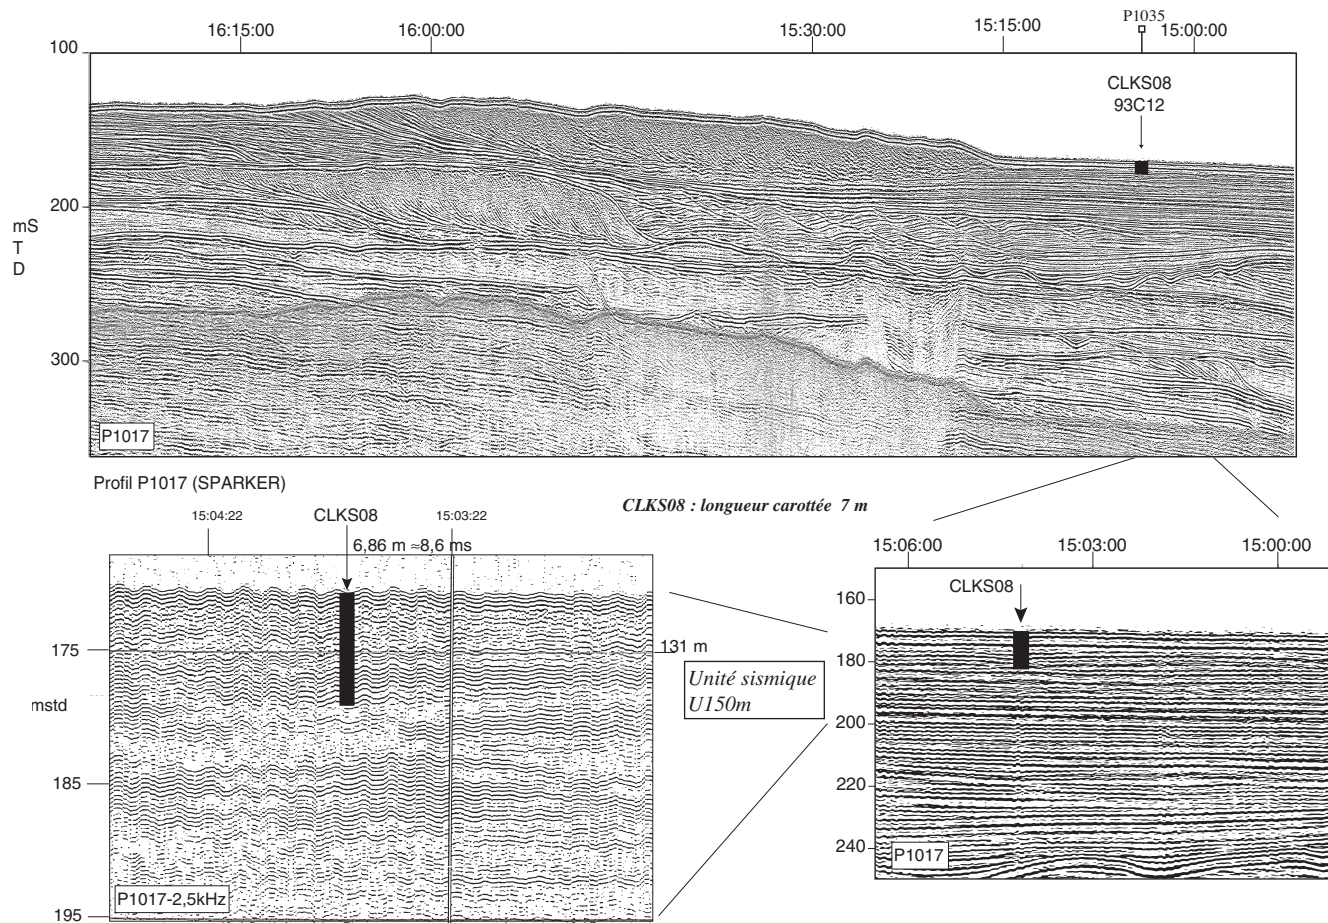 P1035
16:15:00 16:00:00 15:30:00 15:15:00 15:00:00
100
CLKS08
93C12
200
mS
T
D
300
P1017
Profil P1017 (SPARKER)
CLKS08 : longueur carottée 7 m
15:04:22 CLKS08 15:03:22
6,86 m ≈8,6 ms
175
131 m
mstd
185
195
P1017-2,5kHz
Unité sismique
U150m
15:06:00 15:03:00 15:00:00
CLKS08
160
180
200
220
240
P1017